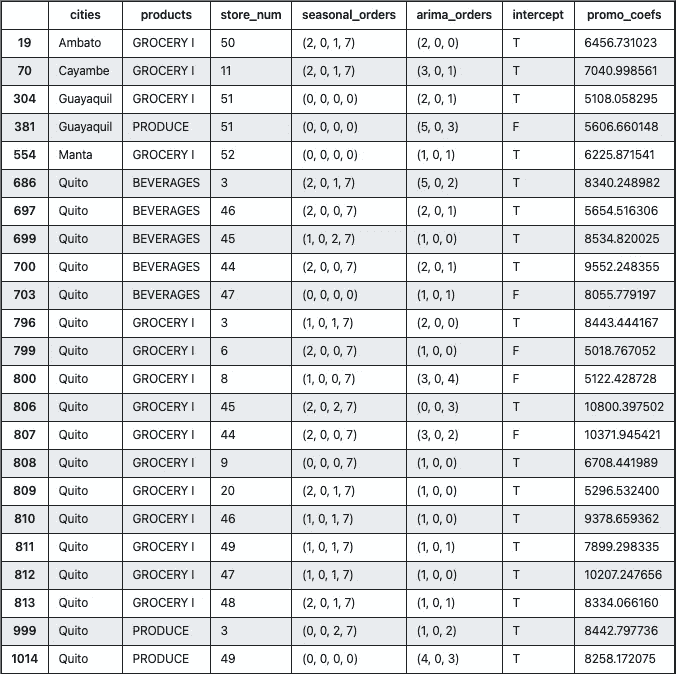 cities products store_num seasonal_orders arima_orders intercept promo_coefs
19 Ambato GROCERY I 50 (2, 0, 1, 7) (2, 0, 0) T 6456.731023
70 Cayambe GROCERY I 11 (2, 0, 1, 7) (3, 0, 1) T 7040.998561
304 Guayaquil GROCERY I 51 (0, 0, 0, 0) (2, 0, 1) T 5108.058295
381 Guayaquil PRODUCE 51 (0, 0, 0, 0) (5, 0, 3) F 5606.660148
554 Manta GROCERY I 52 (0, 0, 0, 0) (1, 0, 1) T 6225.871541
686 Quito BEVERAGES 3 (2, 0, 1, 7) (5, 0, 2) T 8340.248982
697 Quito BEVERAGES 46 (2, 0, 0, 7) (2, 0, 1) T 5654.516306
699 Quito BEVERAGES 45 (1, 0, 2, 7) (1, 0, 0) T 8534.820025
700 Quito BEVERAGES 44 (2, 0, 0, 7) (2, 0, 1) T 9552.248355
703 Quito BEVERAGES 47 (0, 0, 0, 0) (1, 0, 1) F 8055.779197
796 Quito GROCERY I 3 (1, 0, 1, 7) (2, 0, 0) T 8443.444167
799 Quito GROCERY I 6 (2, 0, 0, 7) (1, 0, 0) F 5018.767052
800 Quito GROCERY I 8 (1, 0, 0, 7) (3, 0, 4) F 5122.428728
806 Quito GROCERY I 45 (2, 0, 2, 7) (0, 0, 3) T 10800.397502
807 Quito GROCERY I 44 (2, 0, 0, 7) (3, 0, 2) F 10371.945421
808 Quito GROCERY I 9 (0, 0, 0, 7) (1, 0, 0) T 6708.441989
809 Quito GROCERY I 20 (2, 0, 1, 7) (1, 0, 0) T 5296.532400
810 Quito GROCERY I 46 (1, 0, 1, 7) (1, 0, 0) T 9378.659362
811 Quito GROCERY I 49 (1, 0, 1, 7) (1, 0, 1) T 7899.298335
812 Quito GROCERY I 47 (1, 0, 1, 7) (1, 0, 0) T 10207.247656
813 Quito GROCERY I 48 (2, 0, 1, 7) (1, 0, 1) T 8334.066160
999 Quito PRODUCE 3 (0, 0, 2, 7) (1, 0, 2) T 8442.797736
1014 Quito PRODUCE 49 (0, 0, 0, 0) (4, 0, 3) T 8258.172075